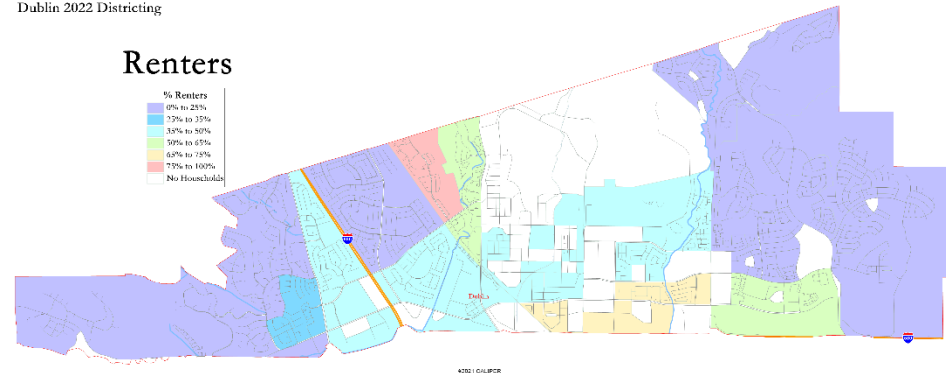 Dublin 2022 Districting
Renters
% Renters
0% to 25%
25% to 35%
35% to 50%
50% to 65%
65% to 75%
75% to 100%
No Households
©2021 CALIPER